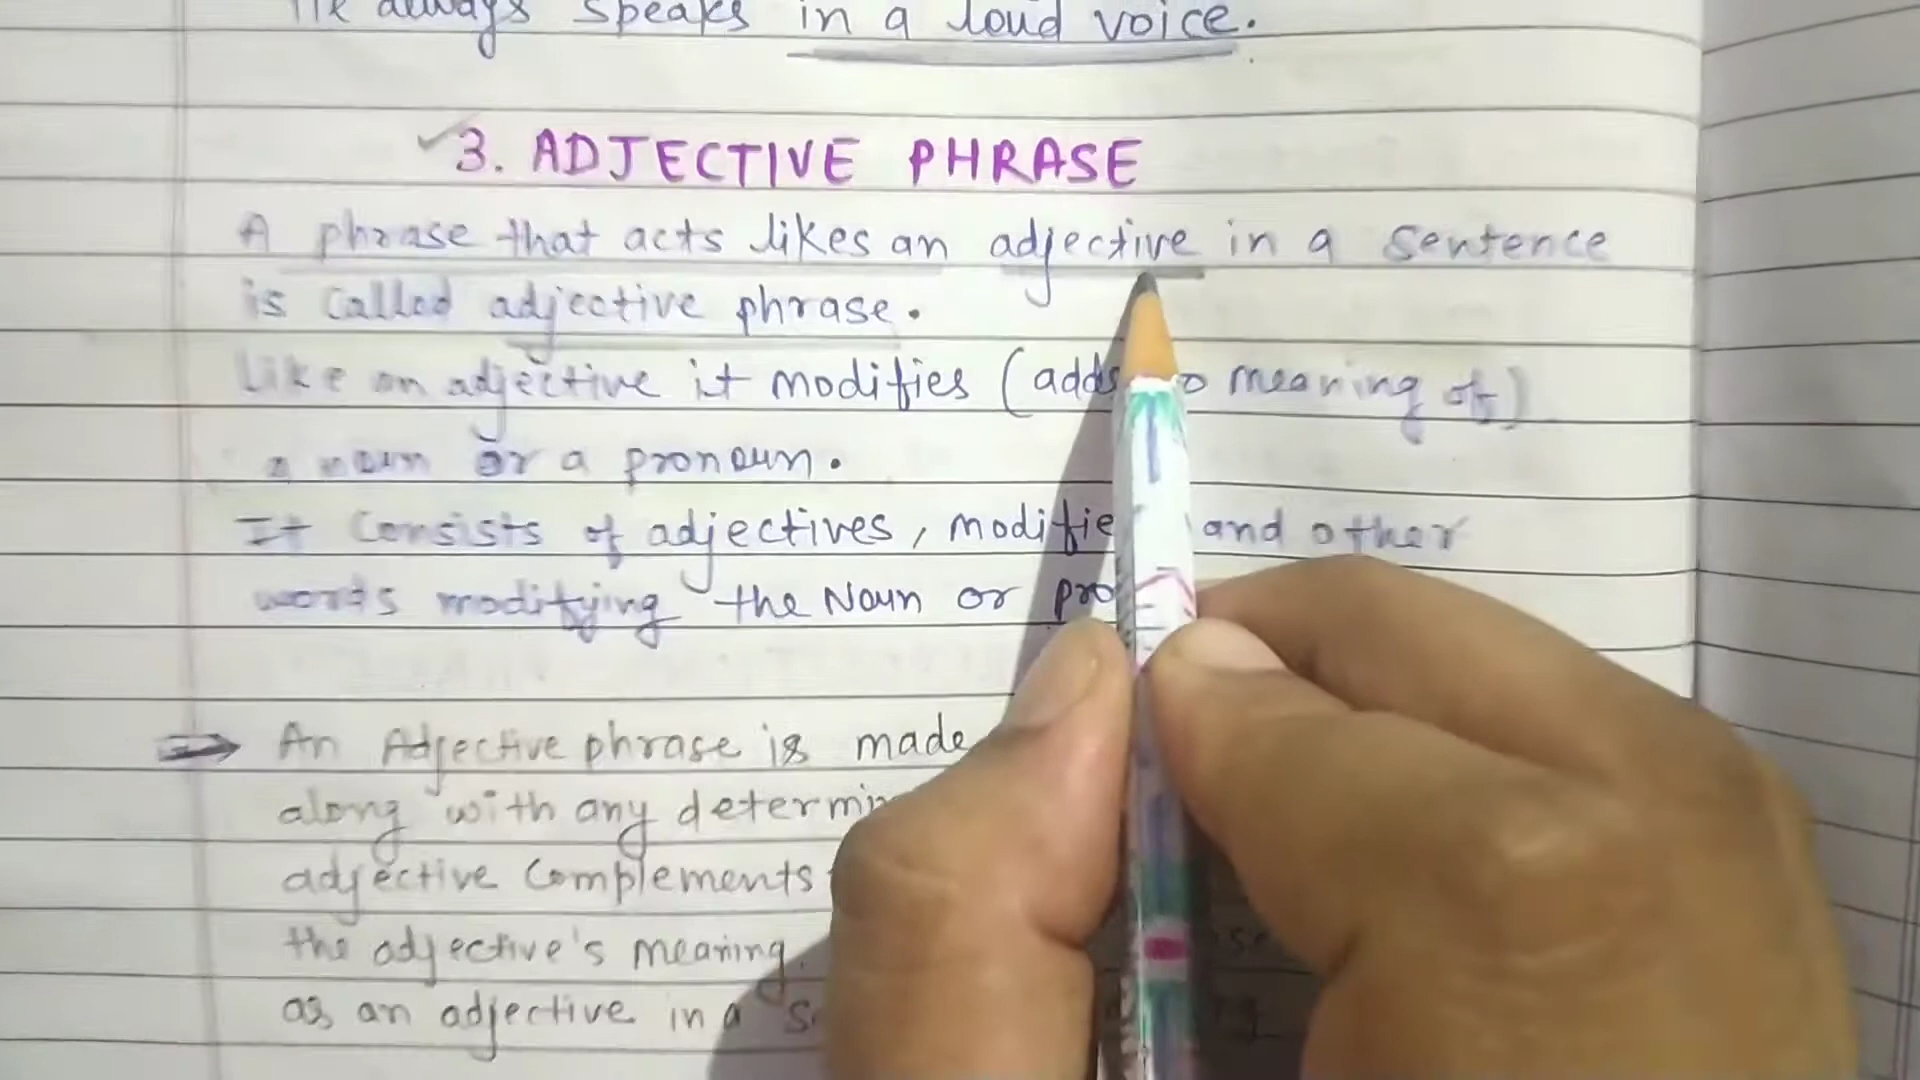 He always speaks in a loud voice.
3. ADJECTIVE PHRASE
A phrase that acts likes an adjective in a sentence
is called adjective phrase.
Like an adjective it modifies (adds to meaning of)
a noun or a pronoun.
It consists of adjectives, modifie and other
words modifying the Noun or pro
An Adjective phrase is made
along with any determi
adjective complements
the adjective's meaning.
as an adjective in a s